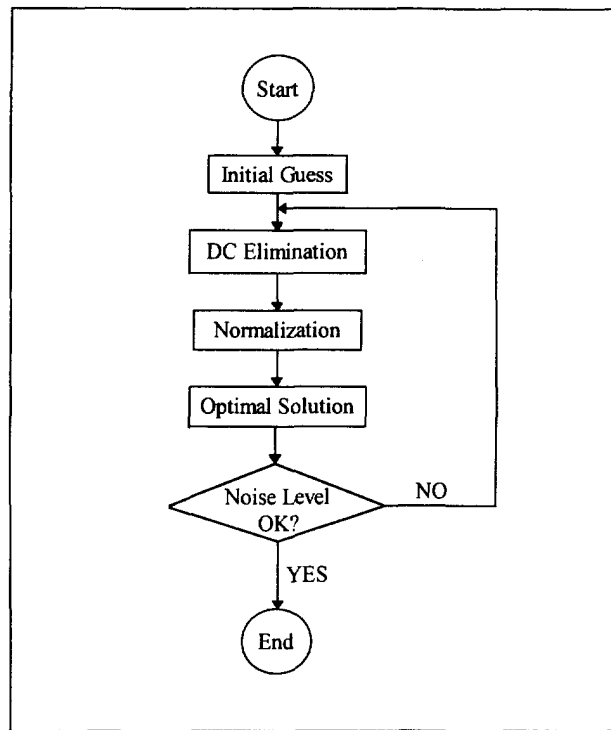 Start
Initial Guess
DC Elimination
Normalization
Optimal Solution
Noise Level
OK?
NO
YES
End